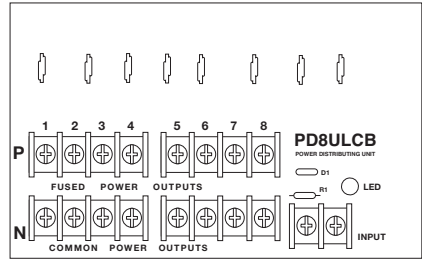 1 2 3 4 5 6 7 8
P
PD8ULCB
POWER DISTRIBUTING UNIT
D1
FUSED POWER OUTPUTS
R1
LED
N
INPUT
COMMON POWER OUTPUTS